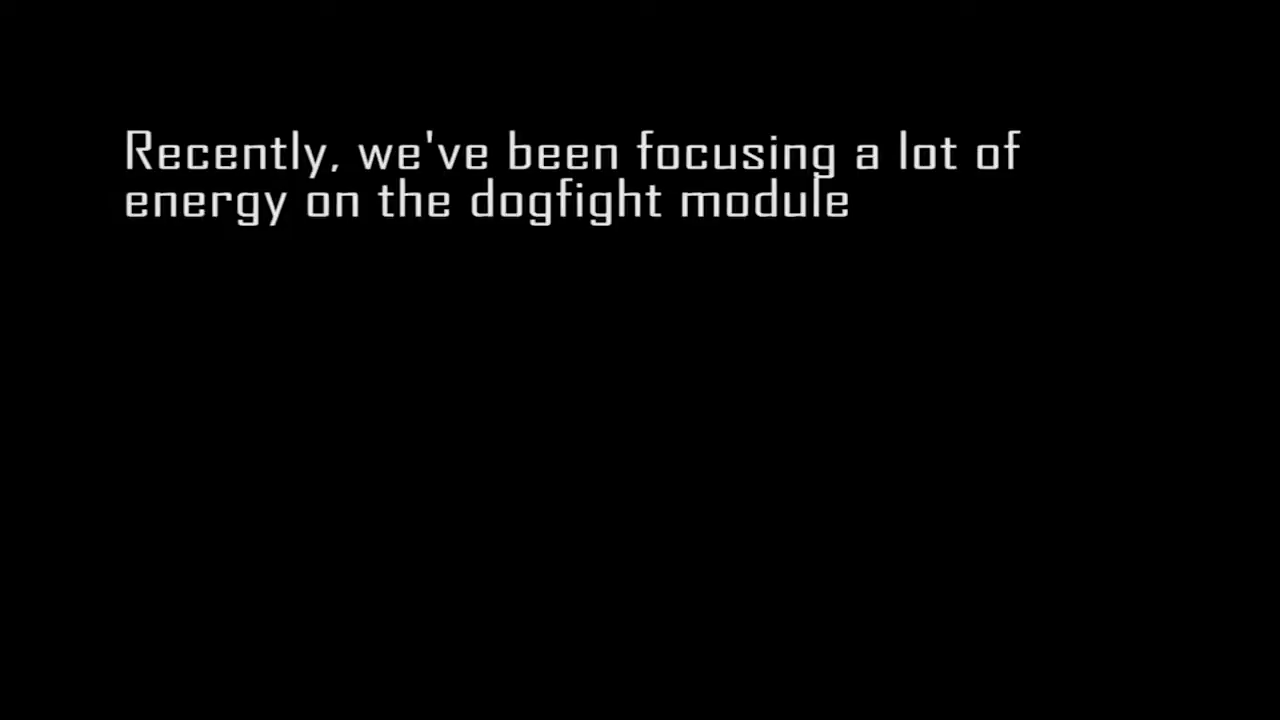 Recently, we've been focusing a lot of
energy on the dogfight module